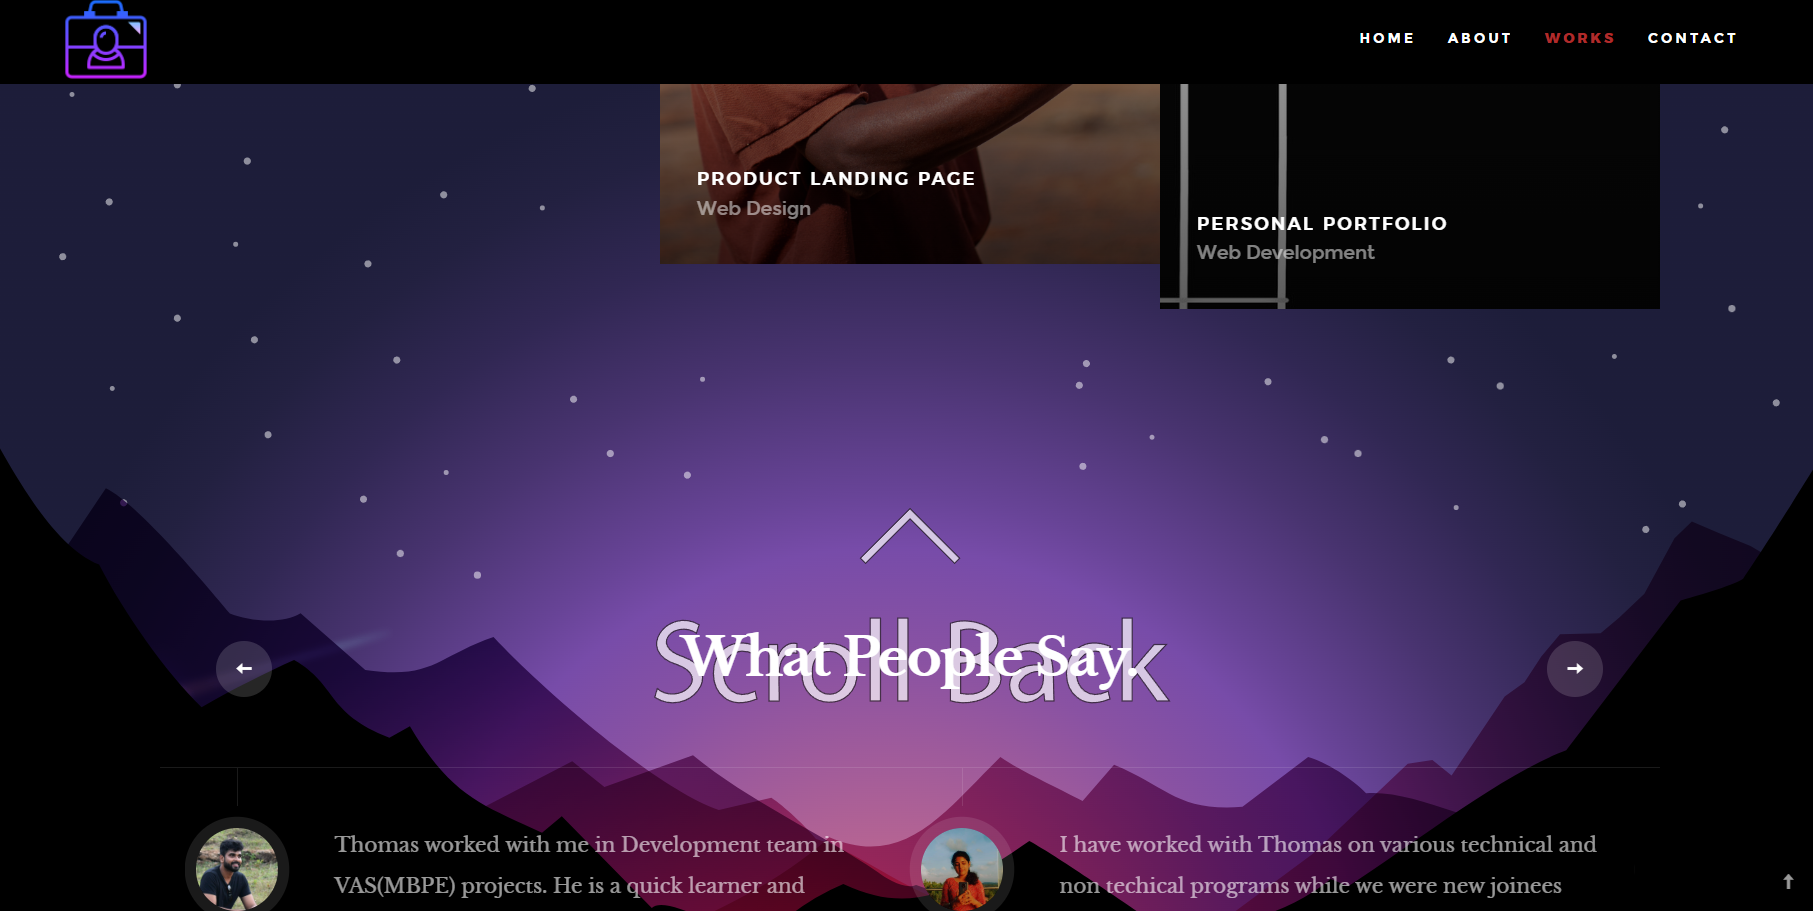 HOME ABOUT WORKS CONTACT
PRODUCT LANDING PAGE
Web Design
PERSONAL PORTFOLIO
Web Development
Scroll Back
What People Say.
Thomas worked with me in Development team in
VAS(MBPE) projects. He is a quick learner and
I have worked with Thomas on various technical and
non techical programs while we were new joinees